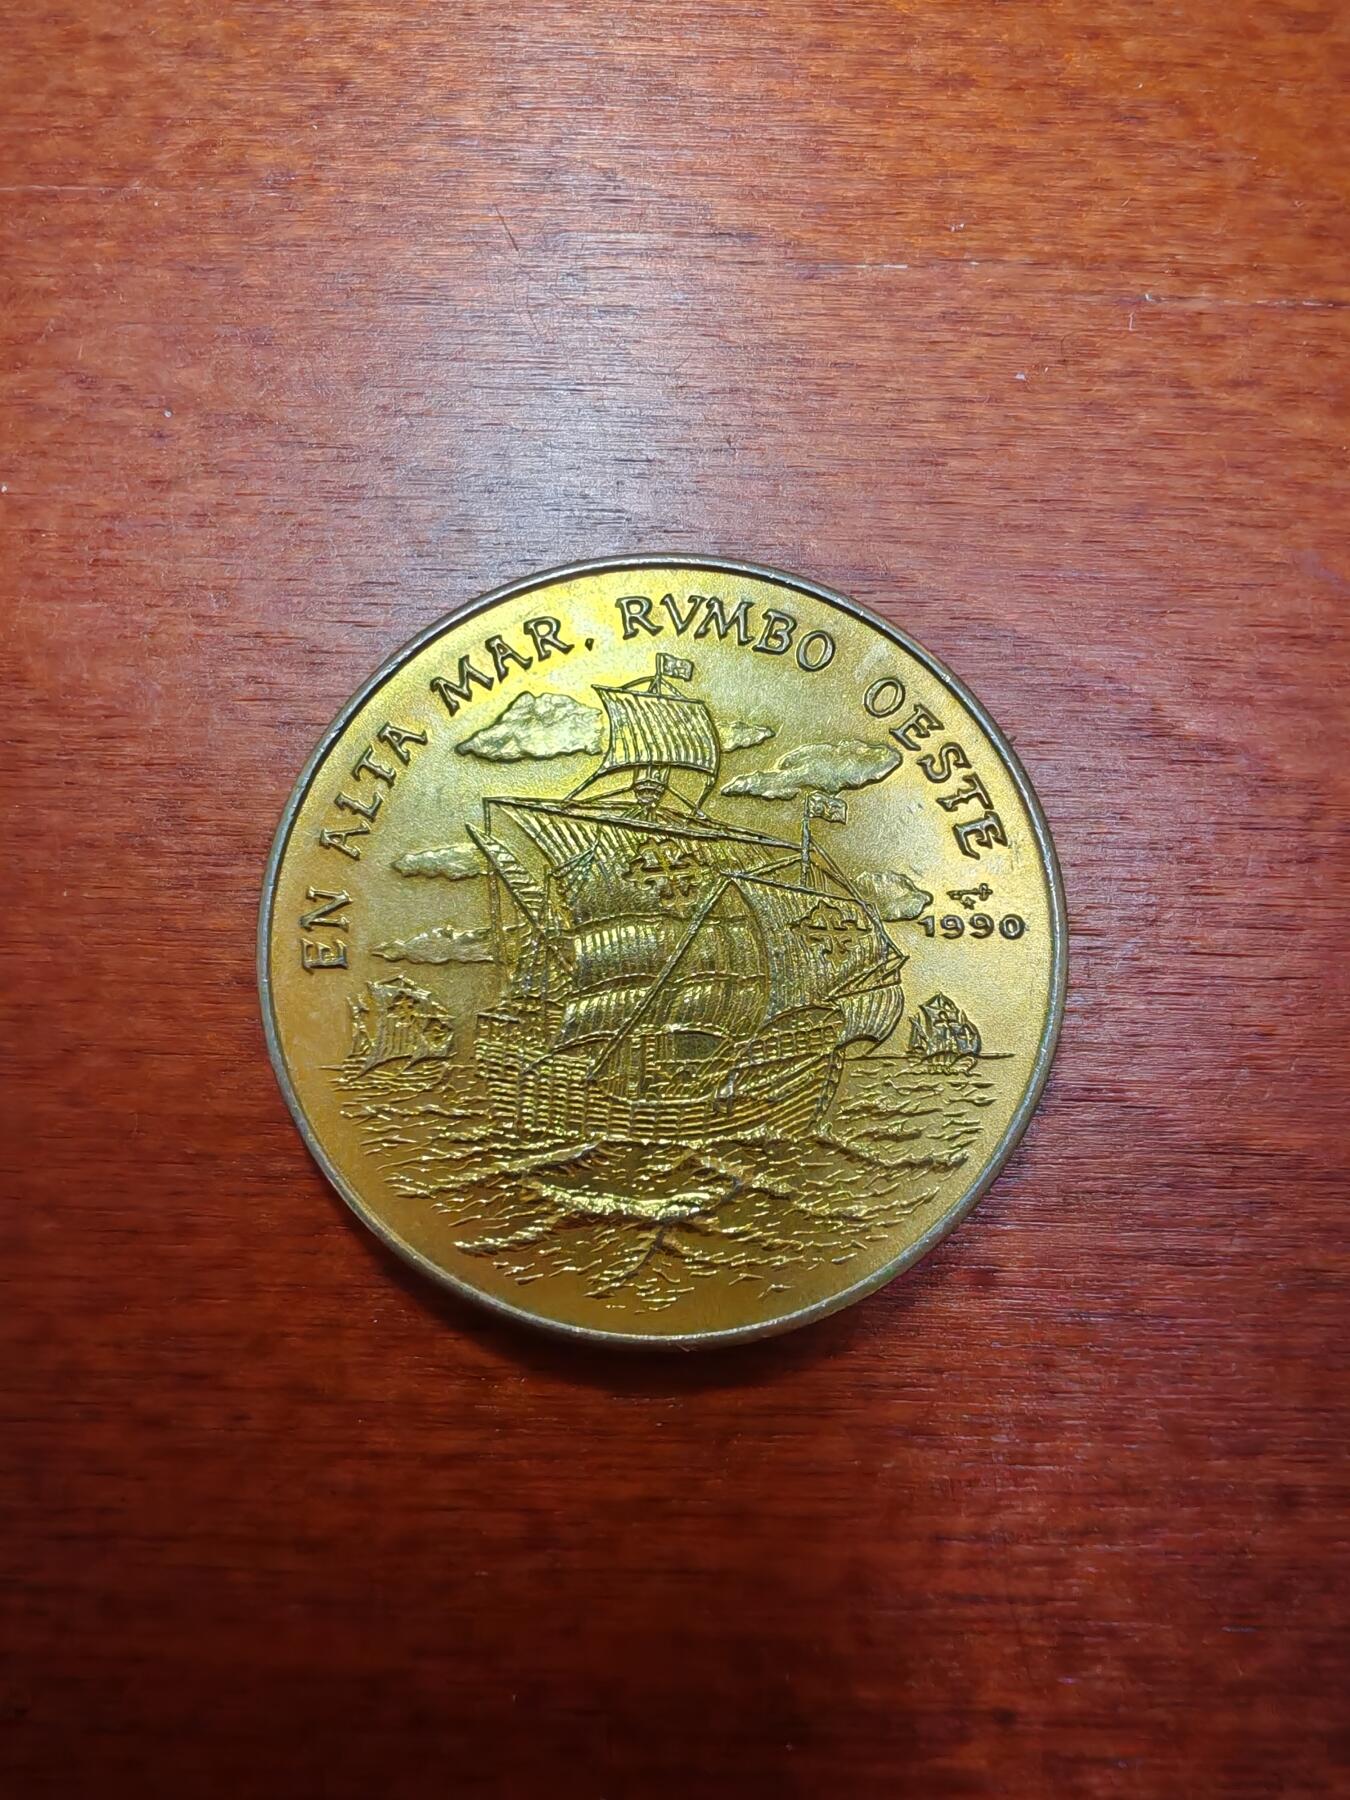 EN ALTA MAR. RVMBO OESTE
1990